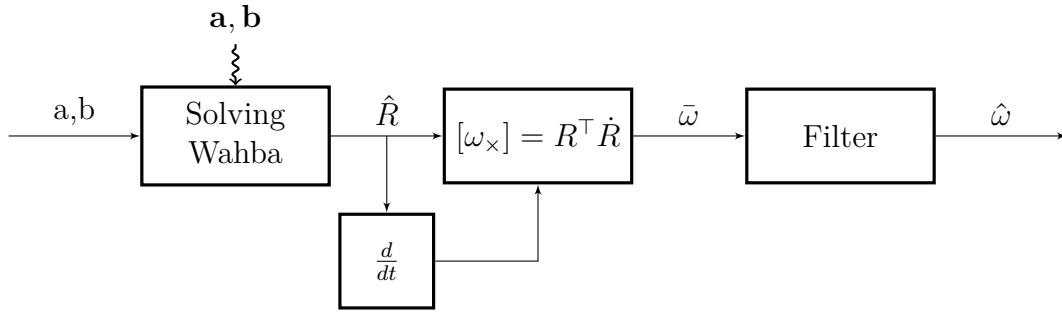 𝐚, 𝐛
a,b
Solving
Wahba
R̂
[ω×] = R⊤Ṙ
ω̄
Filter
ω̂
d/dt